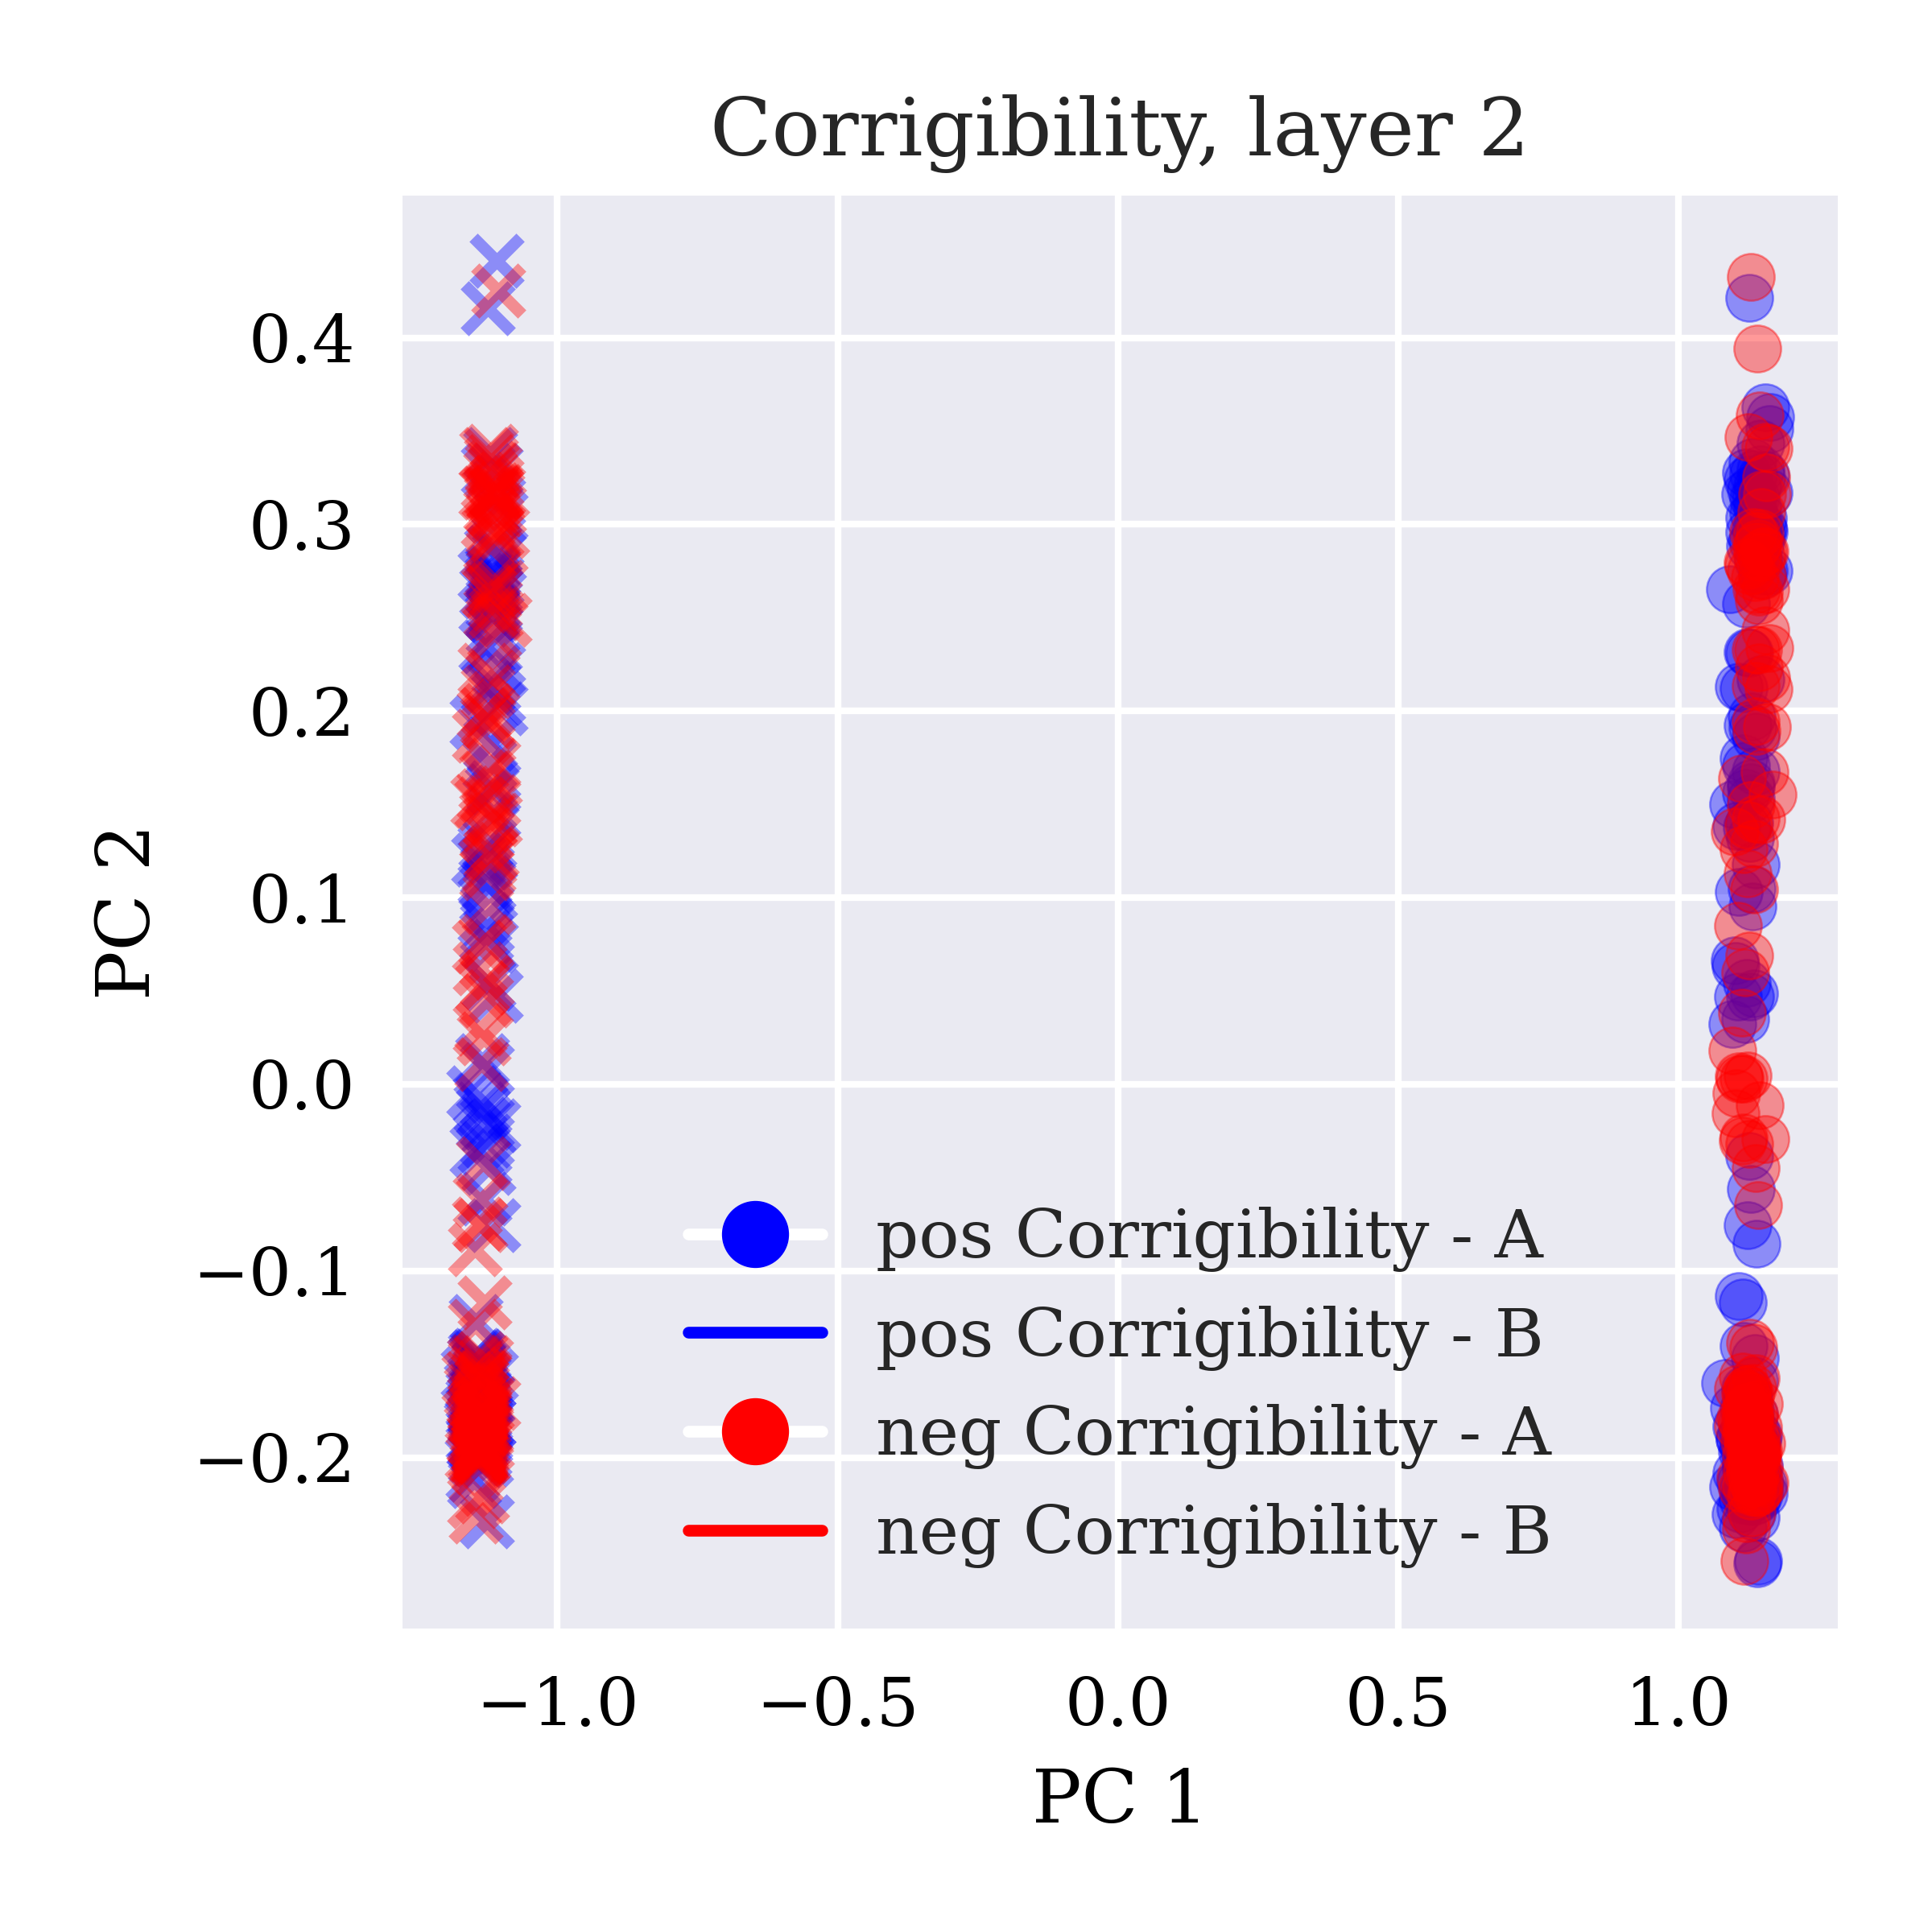 Corrigibility, layer 2
PC 2
0.4
0.3
0.2
0.1
0.0
−0.1
−0.2
pos Corrigibility - A
pos Corrigibility - B
neg Corrigibility - A
neg Corrigibility - B
−1.0 −0.5 0.0 0.5 1.0
PC 1